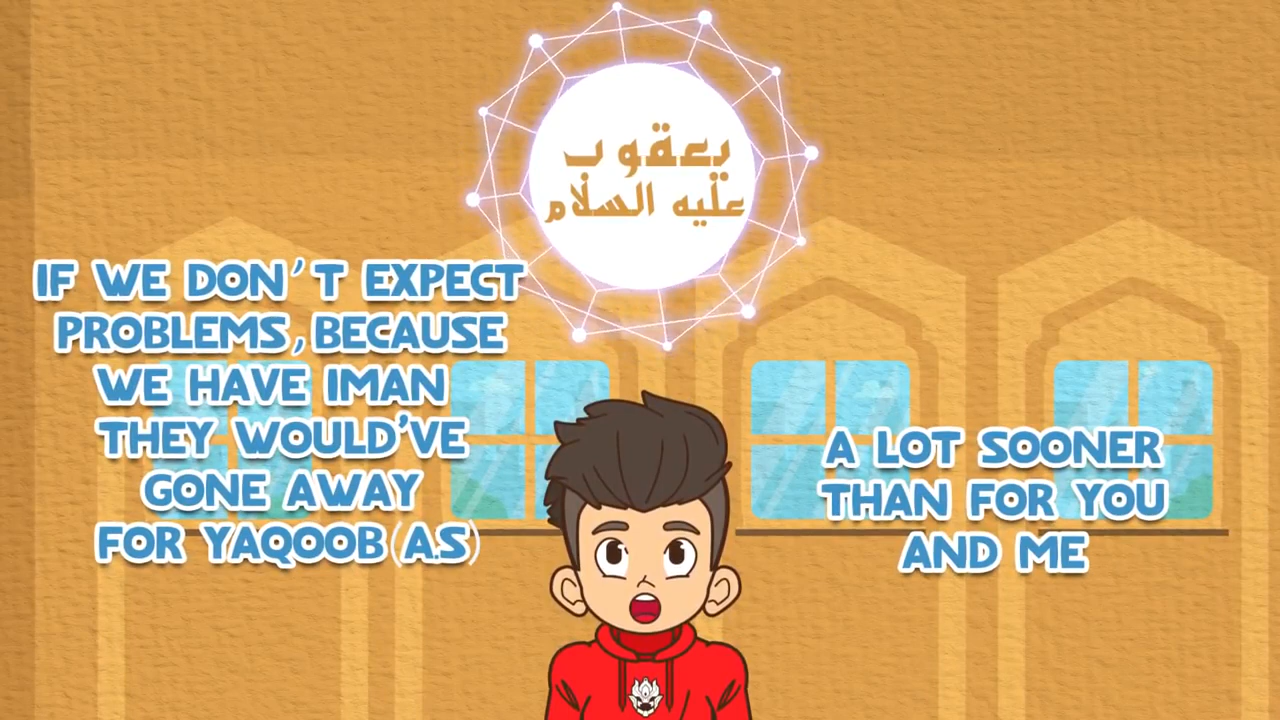 يعقوب
عليه السلام
IF WE DON'T EXPECT
PROBLEMS, BECAUSE
WE HAVE IMAN
THEY WOULD'VE
GONE AWAY
FOR YAQOOB (A.S)
A LOT SOONER
THAN FOR YOU
AND ME